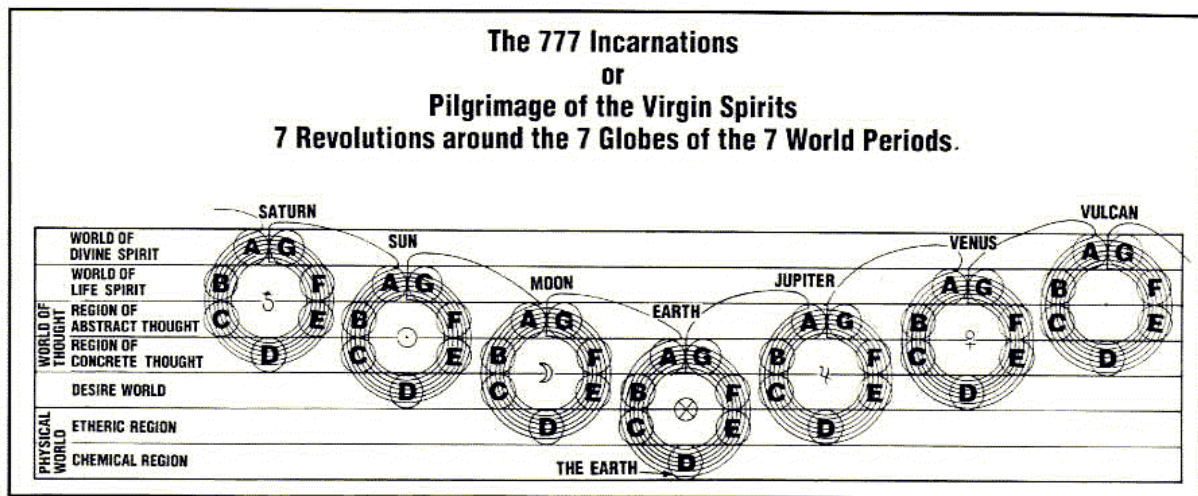 The 777 Incarnations
or
Pilgrimage of the Virgin Spirits
7 Revolutions around the 7 Globes of the 7 World Periods.
SATURN
SUN
MOON
EARTH
JUPITER
VENUS
VULCAN
WORLD OF
DIVINE SPIRIT
WORLD OF
LIFE SPIRIT
WORLD OF
THOUGHT
REGION OF
ABSTRACT THOUGHT
REGION OF
CONCRETE THOUGHT
DESIRE WORLD
PHYSICAL
WORLD
ETHERIC REGION
CHEMICAL REGION
A G
B F
C E
D
♄
A G
B F
C E
D
☉
A G
B F
C E
D
☽
A G
B F
C E
D
⊗
A G
B F
C E
D
♃
A G
B F
C E
D
♀
A G
B F
C E
D
THE EARTH